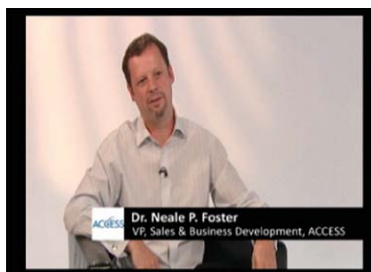 ACCESS
Dr. Neale P. Foster
VP, Sales & Business Development, ACCESS